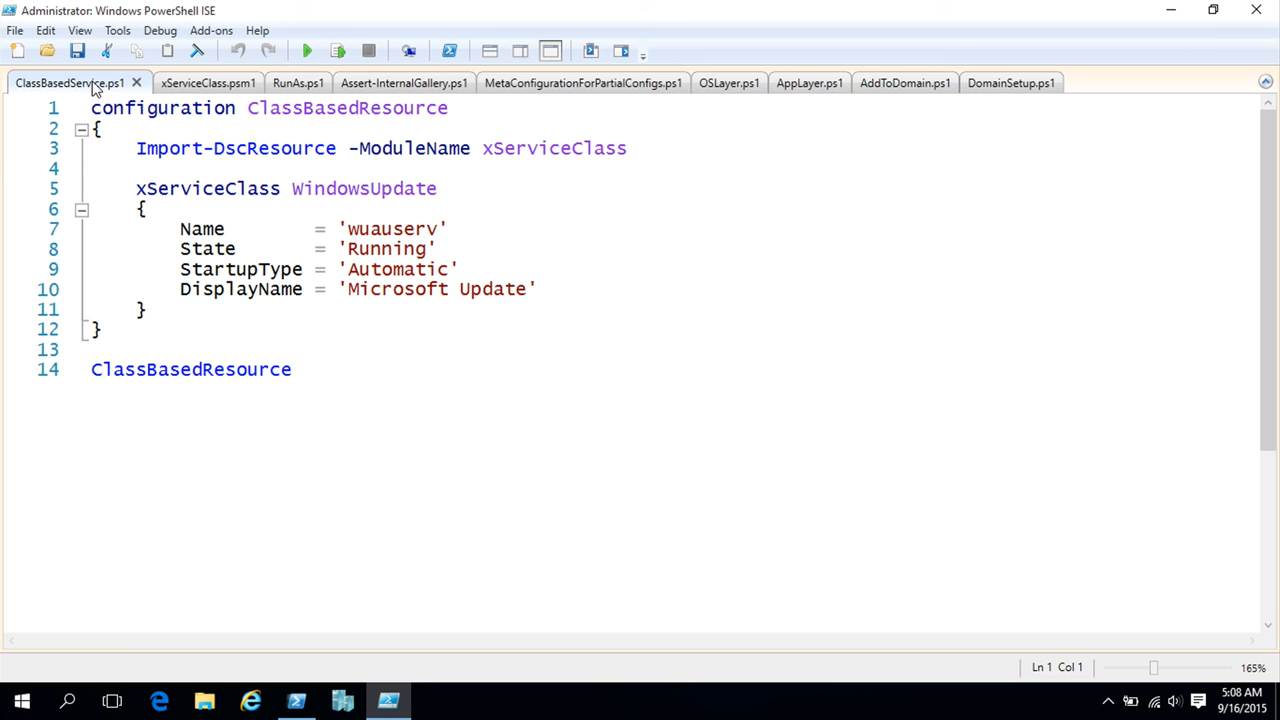 Administrator: Windows PowerShell ISE
File Edit View Tools Debug Add-ons Help
ClassBasedService.ps1 xServiceClass.psm1 RunAs.ps1 Assert-InternalGallery.ps1 MetaConfigurationForPartialConfigs.ps1 OSLayer.ps1 AppLayer.ps1 AddToDomain.ps1 DomainSetup.ps1
1 configuration ClassBasedResource
2 {
3 Import-DscResource -ModuleName xServiceClass
4
5 xServiceClass WindowsUpdate
6 {
7 Name = 'wuauserv'
8 State = 'Running'
9 StartupType = 'Automatic'
10 DisplayName = 'Microsoft Update'
11 }
12 }
13
14 ClassBasedResource
Ln 1 Col 1 165%
5:08 AM
9/16/2015